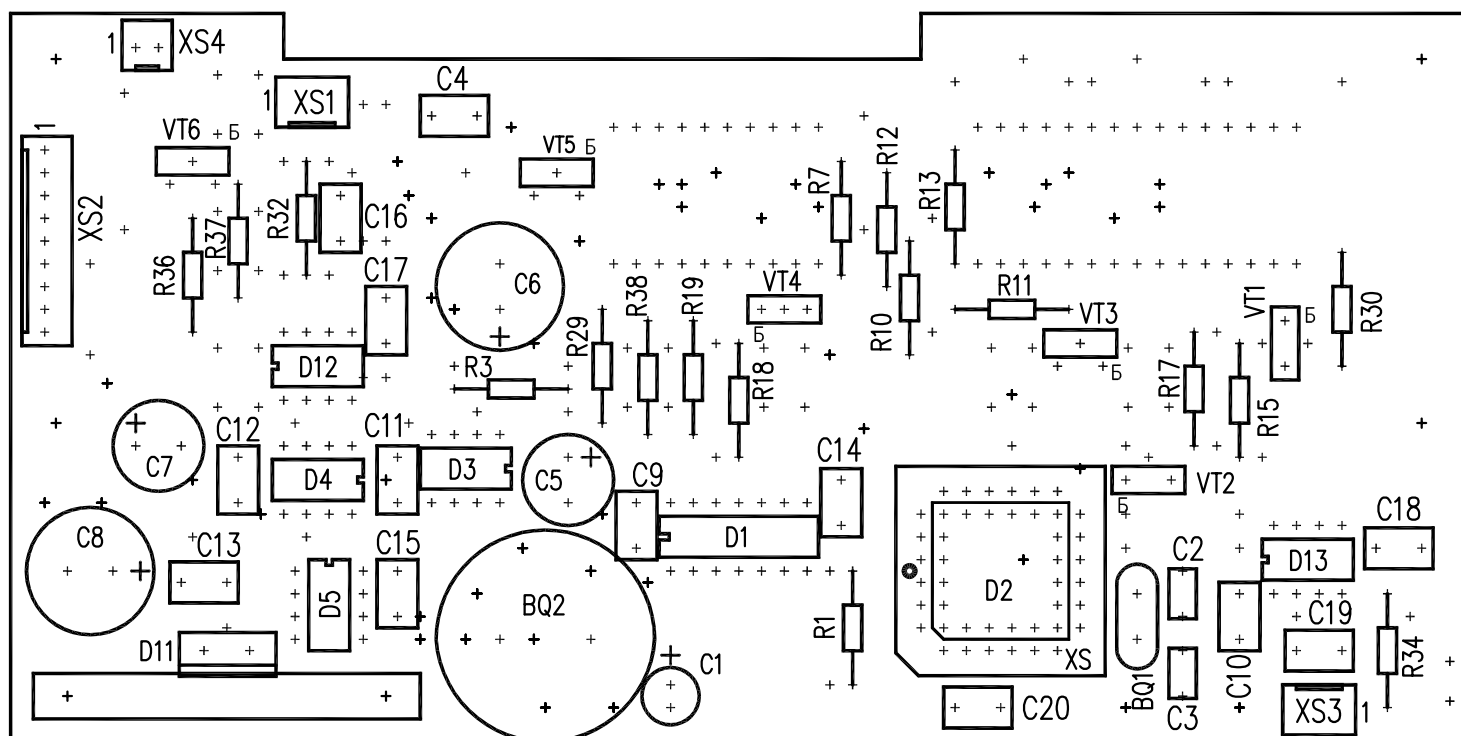 1 XS4
1 XS1
C4
1
XS2
VT6 Б
VT5 Б
R12
R7
R13
R37
R32
C16
R36
C17
C6
R38
R19
VT4
Б
R10
R11
VT3
Б
VT1
Б
R30
D12
R3
R29
R18
R17
R15
C7
C12
C11
D4
D3
C5
C9
C14
VT2
Б
C8
C13
C15
D1
C18
D5
BQ2
D2
C2
D13
D11
C1
R1
XS
BQ1
C3
C10
C19
R34
C20
XS3 1